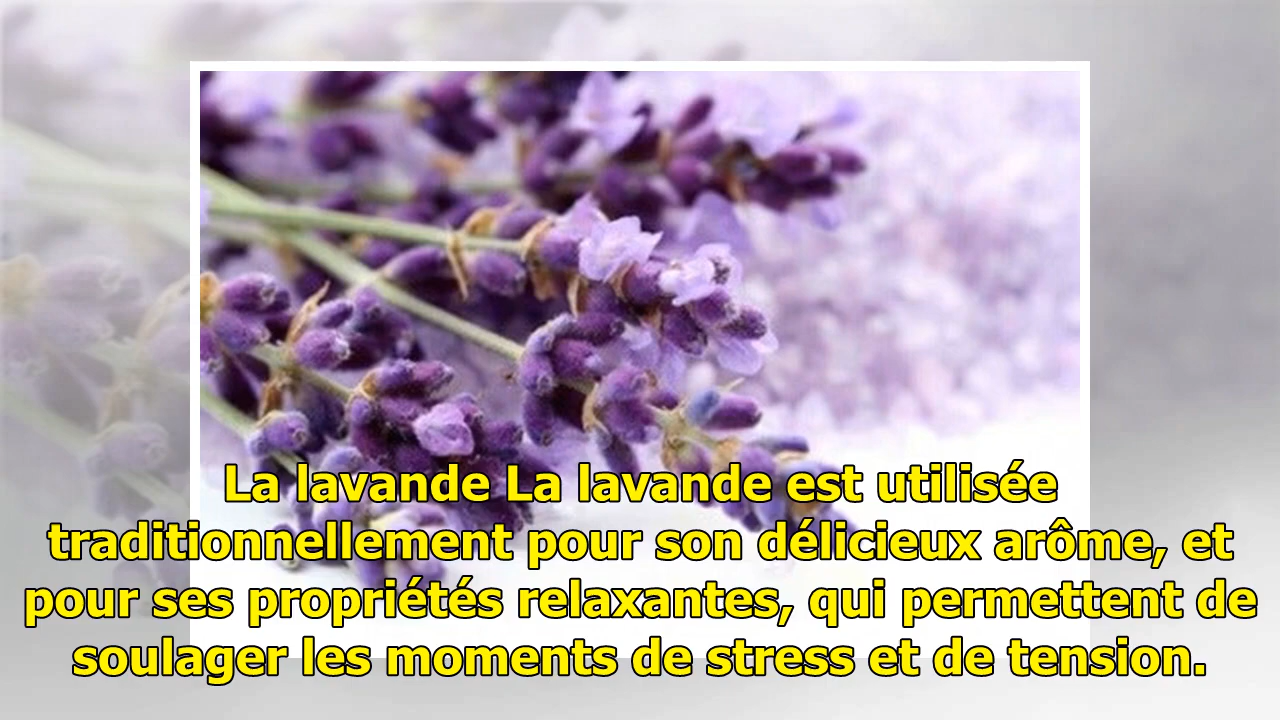 La lavande La lavande est utilisée
traditionnellement pour son délicieux arôme, et
pour ses propriétés relaxantes, qui permettent de
soulager les moments de stress et de tension.